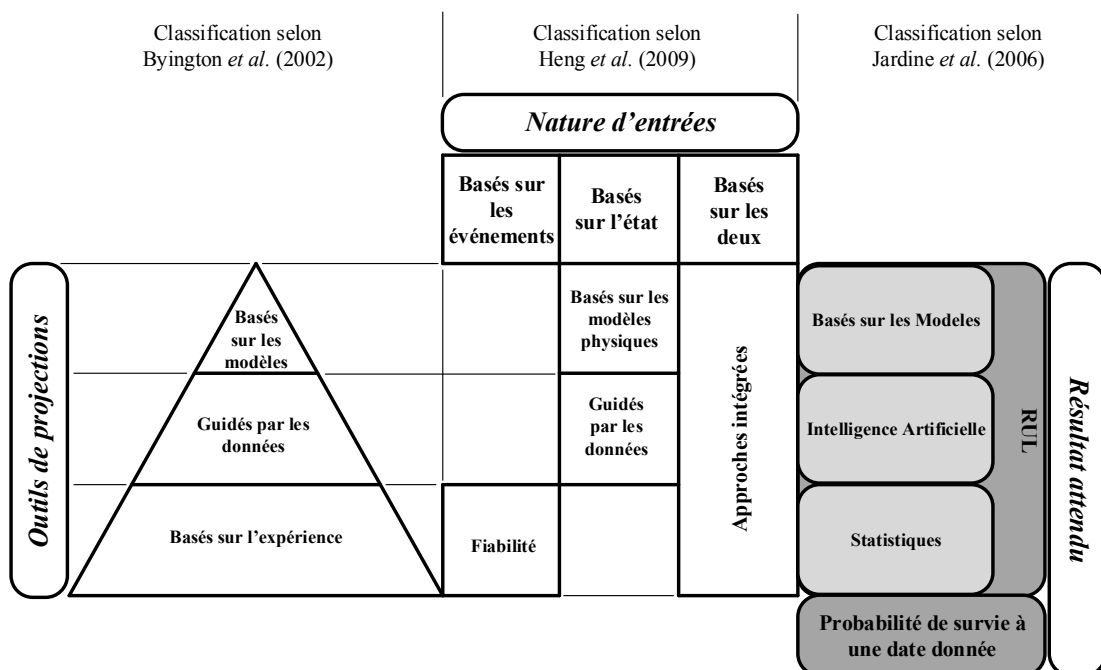 Classification selon
Byington et al. (2002)
Classification selon
Heng et al. (2009)
Classification selon
Jardine et al. (2006)
Nature d'entrées
Basés sur
les
événements
Basés
sur l'état
Basés
sur les
deux
Outils de projections
Basés
sur les
modèles
Guidés par les
données
Basés sur l'expérience
Basés sur les
modèles
physiques
Guidés
par les
données
Fiabilité
Approches intégrées
Basés sur les Modeles
Intelligence Artificielle
Statistiques
RUL
Probabilité de survie à
une date donnée
Résultat attendu